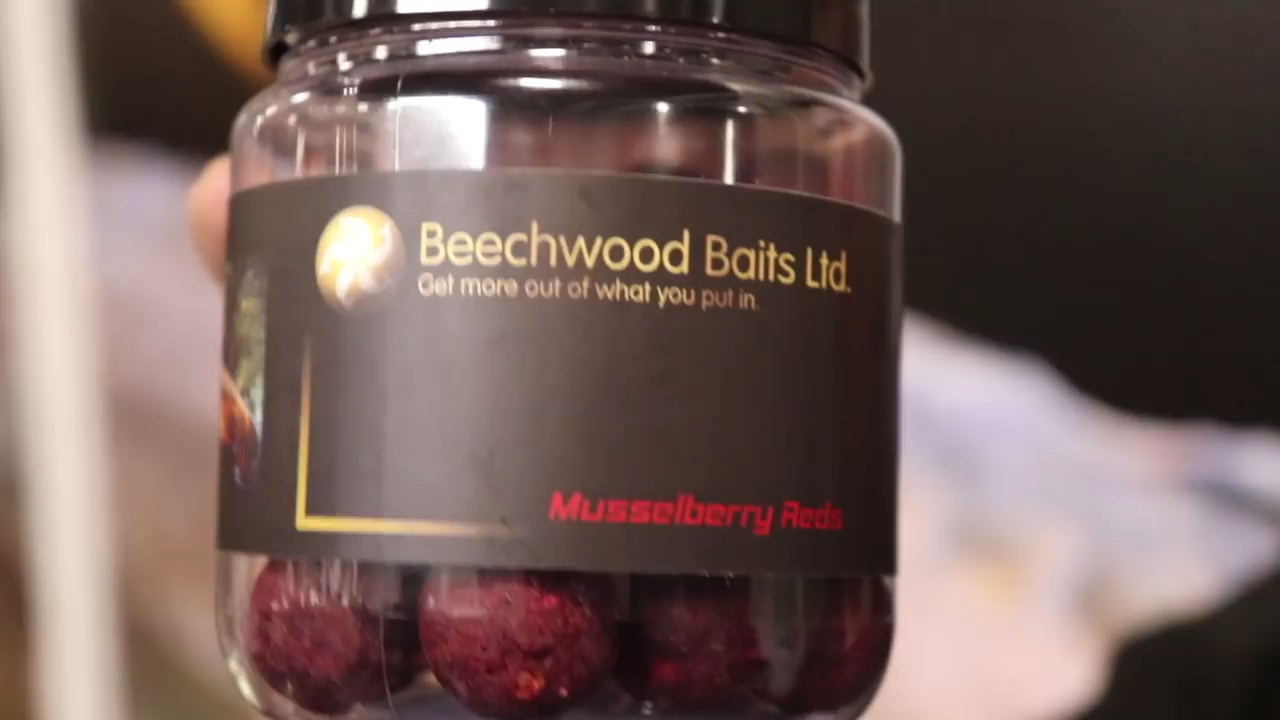 Beechwood Baits Ltd.
Get more out of what you put in.
Musselberry Reds